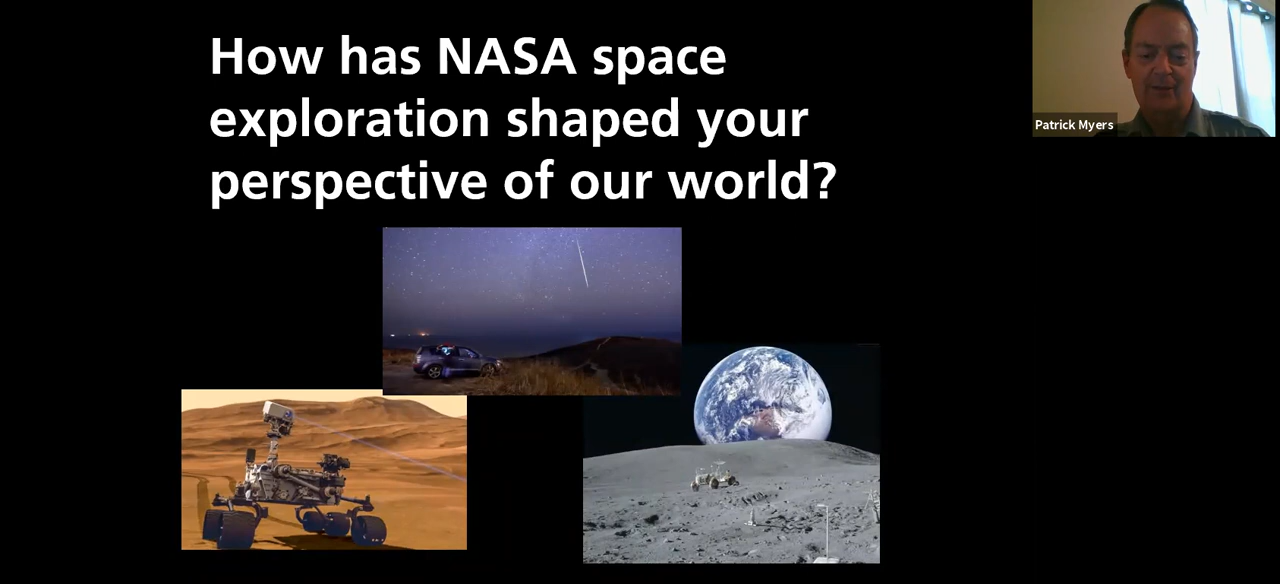 How has NASA space
exploration shaped your
perspective of our world?
Patrick Myers